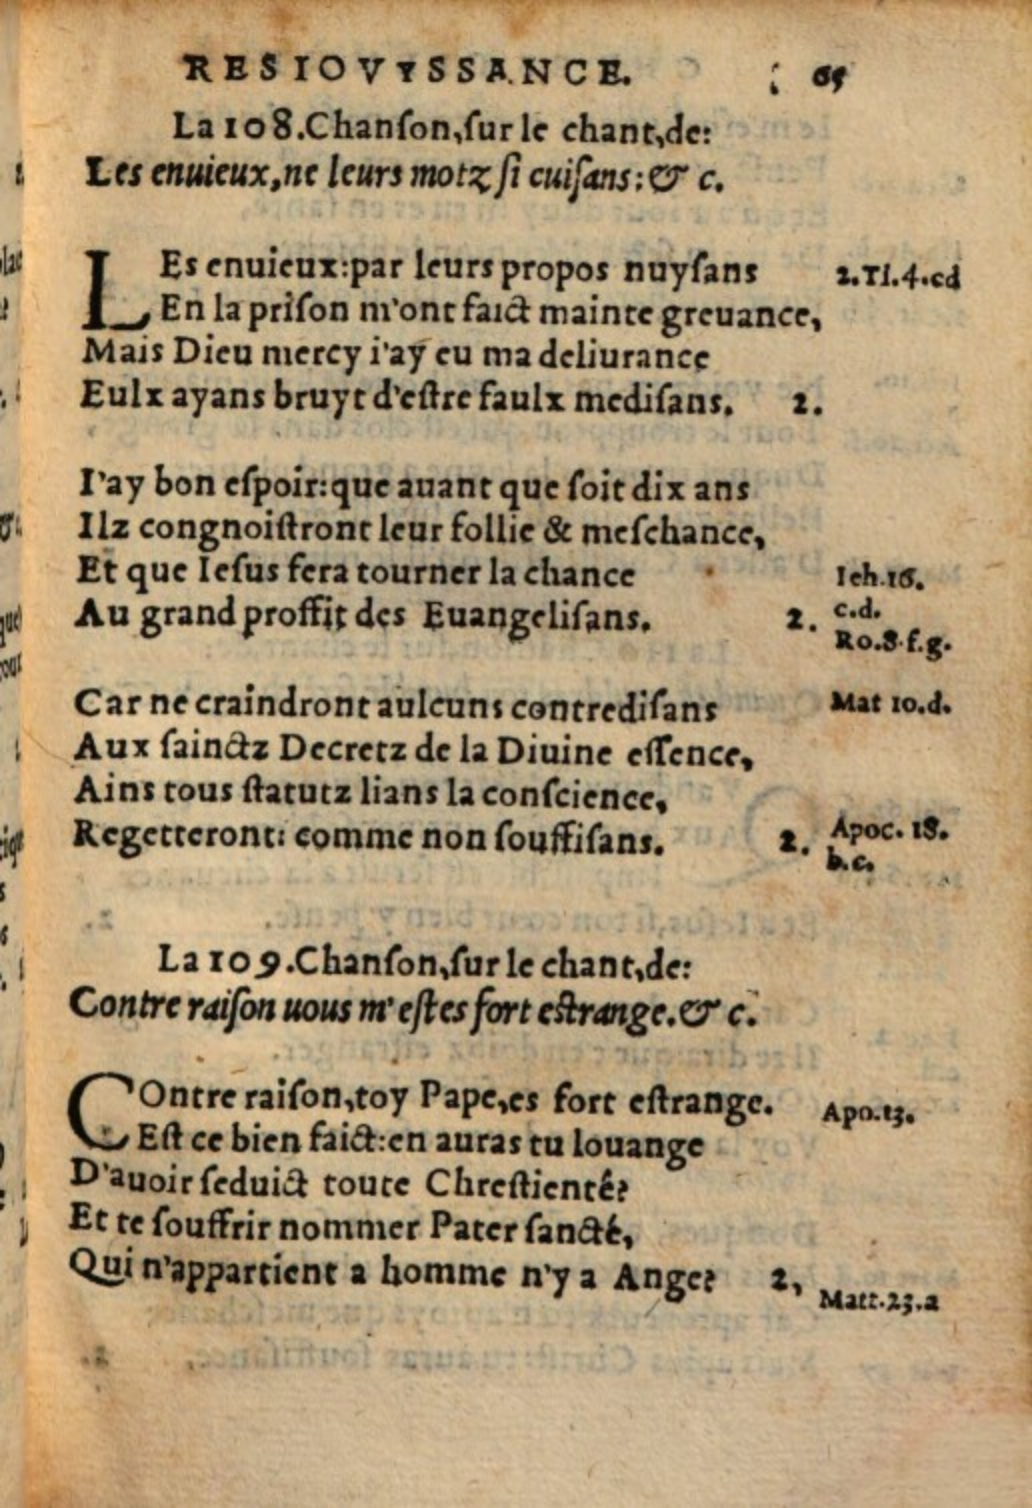 RESIOVYSSANCE. 65
La 108. Chanſon, ſur le chant, de:
Les enuieux, ne leurs motz ſi cuiſans: & c.
LEs enuieux: par leurs propos nuyſans 2.Ti.4.cd
En la priſon m'ont faict mainte greuance,
Mais Dieu mercy i'ay eu ma deliurance
Eulx ayans bruyt d'eſtre faulx mediſans. 2.
I'ay bon eſpoir: que auant que ſoit dix ans
Ilz congnoiſtront leur follie & meſchance,
Et que Ieſus fera tourner la chance Ieh.16.
c.d.
Au grand proffit des Euangeliſans. 2.
Ro.8.f.g.
Car ne craindront aulcuns contrediſans Mat 10.d.
Aux ſainctz Decretz de la Diuine eſſence,
Ains tous ſtatutz lians la conſcience,
Regetteront: comme non ſouffiſans. 2. Apoc. 18.
b.c.
La 109. Chanſon, ſur le chant, de:
Contre raiſon uous m'eſtes fort eſtrange. & c.
COntre raiſon, toy Pape, es fort eſtrange. Apo.13.
Eſt ce bien faict: en auras tu louange
D'auoir ſeduict toute Chreſtienté?
Et te ſouffrir nommer Pater ſancté,
Qui n'appartient a homme n'y a Ange? 2,
Matt.23.a